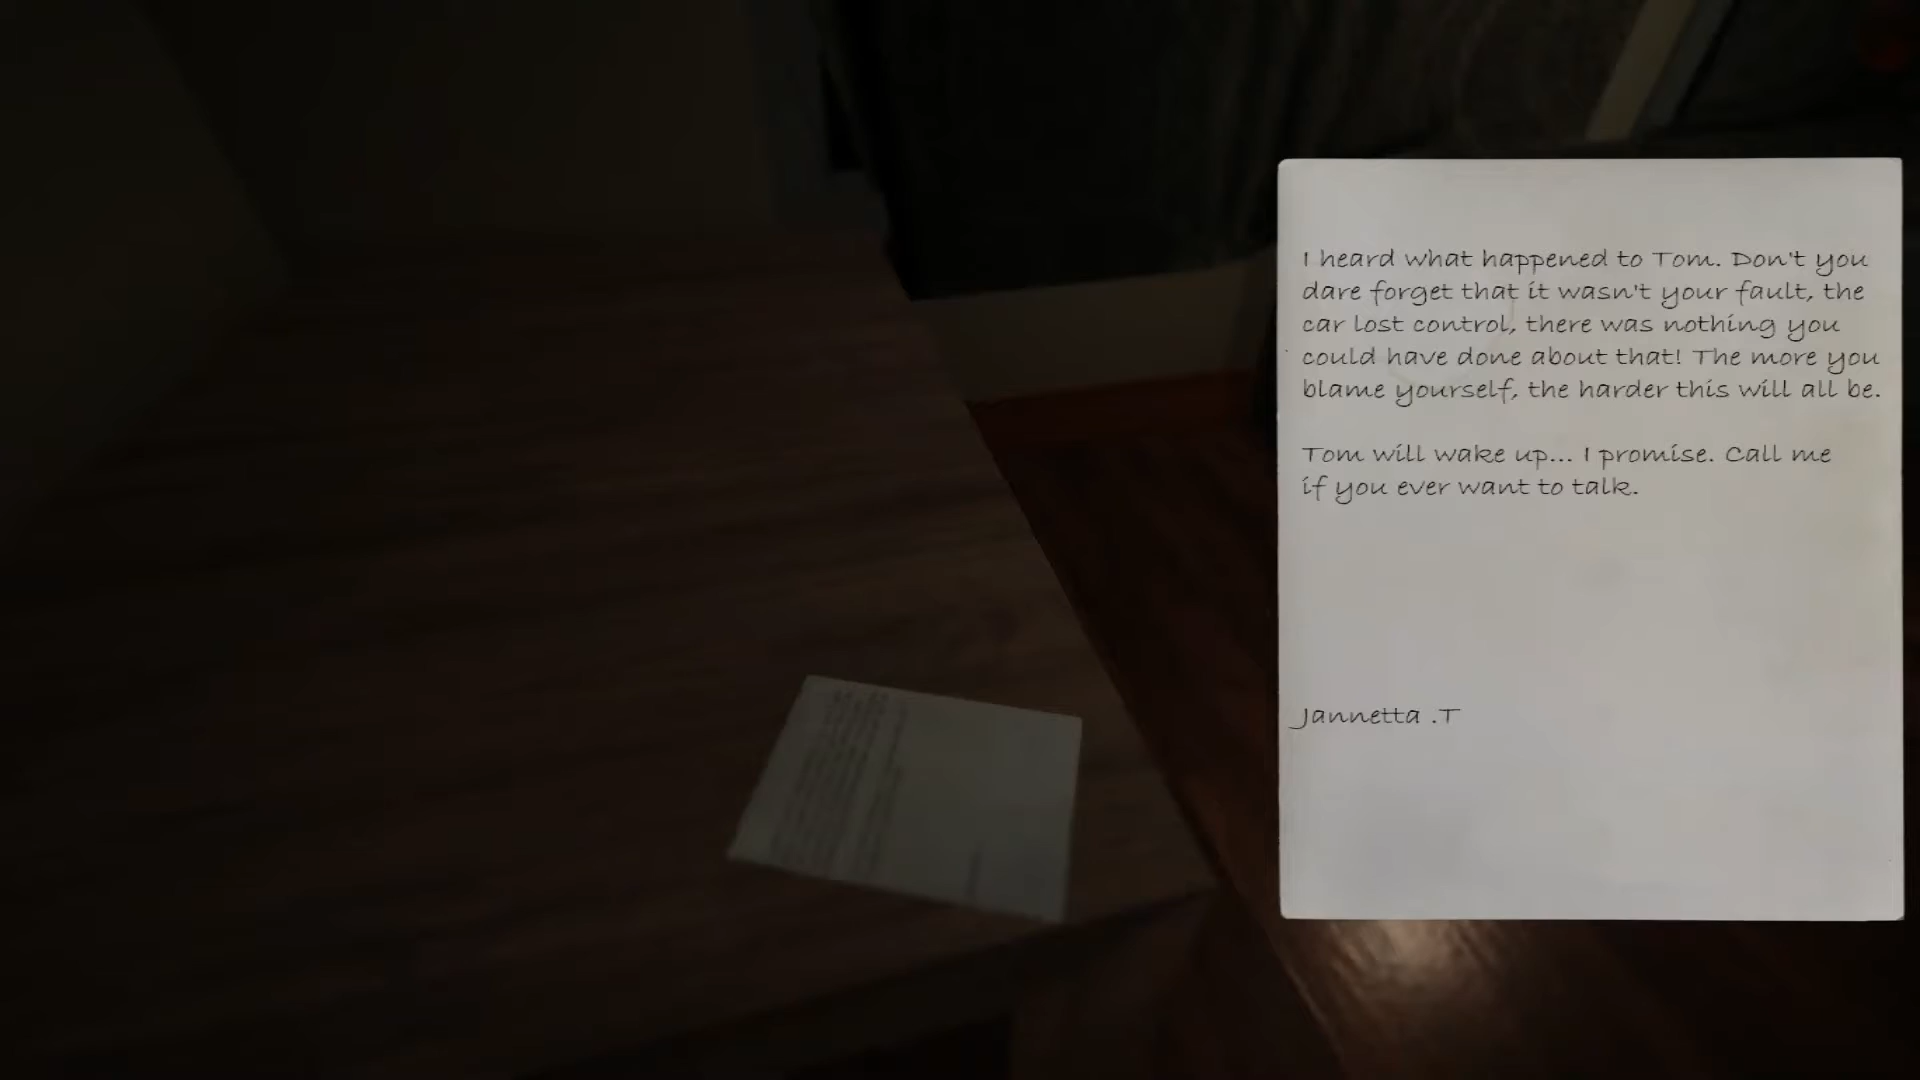 I heard what happened to Tom. Don't you
dare forget that it wasn't your fault, the
car lost control, there was nothing you
could have done about that! The more you
blame yourself, the harder this will all be.
Tom will wake up... I promise. Call me
if you ever want to talk.
Jannetta .T